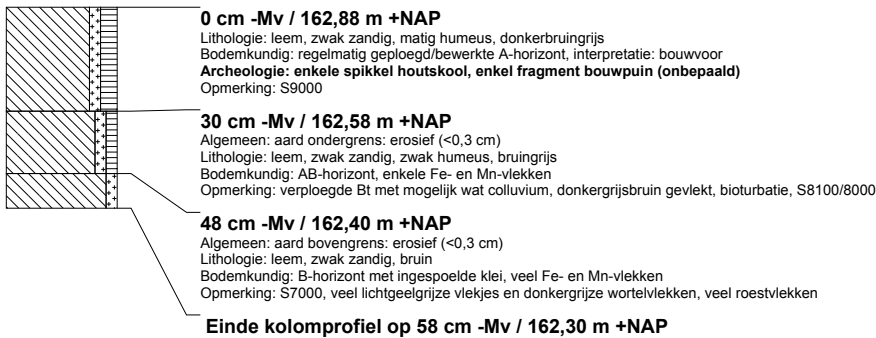 0 cm -Mv / 162,88 m +NAP
Lithologie: leem, zwak zandig, matig humeus, donkerbruingrijs
Bodemkundig: regelmatig geploegd/bewerkte A-horizont, interpretatie: bouwvoor
Archeologie: enkele spikkel houtskool, enkel fragment bouwpuin (onbepaald)
Opmerking: S9000
30 cm -Mv / 162,58 m +NAP
Algemeen: aard ondergrens: erosief (<0,3 cm)
Lithologie: leem, zwak zandig, zwak humeus, bruingrijs
Bodemkundig: AB-horizont, enkele Fe- en Mn-vlekken
Opmerking: verploegde Bt met mogelijk wat colluvium, donkergrijsbruin gevlekt, bioturbatie, S8100/8000
48 cm -Mv / 162,40 m +NAP
Algemeen: aard bovengrens: erosief (<0,3 cm)
Lithologie: leem, zwak zandig, bruin
Bodemkundig: B-horizont met ingespoelde klei, veel Fe- en Mn-vlekken
Opmerking: S7000, veel lichtgeelgrijze vlekjes en donkergrijze wortelvlekken, veel roestvlekken
Einde kolomprofiel op 58 cm -Mv / 162,30 m +NAP